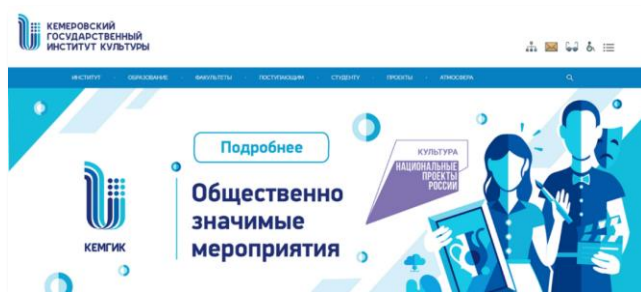 КЕМЕРОВСКИЙ
ГОСУДАРСТВЕННЫЙ
ИНСТИТУТ КУЛЬТУРЫ
ИНСТИТУТ ОБРАЗОВАНИЕ ФАКУЛЬТЕТЫ ПОСТУПАЮЩИМ СТУДЕНТУ ПРОЕКТЫ АТМОСФЕРА
Подробнее
КУЛЬТУРА
НАЦИОНАЛЬНЫЕ
ПРОЕКТЫ
РОССИИ
КЕМГИК
Общественно
значимые
мероприятия